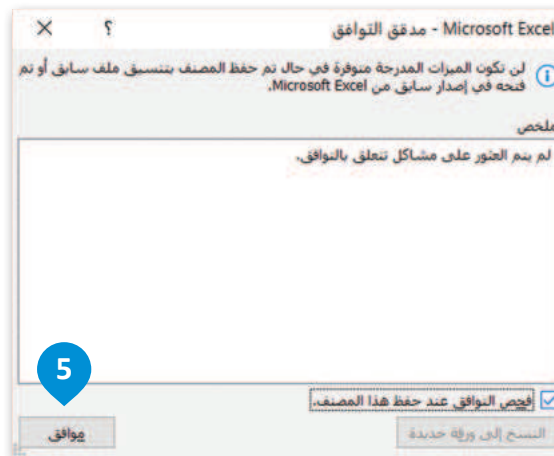 Microsoft Excel - مدقق التوافق
لن تكون الميزات المدرجة متوفرة في حال تم حفظ المصنف بتنسيق ملف سابق أو تم
فتحه في إصدار سابق من Microsoft Excel.
ملخص
لم يتم العثور على مشاكل تتعلق بالتوافق.
5
فحص التوافق عند حفظ هذا المصنف.
النسخ إلى ورقة جديدة
موافق